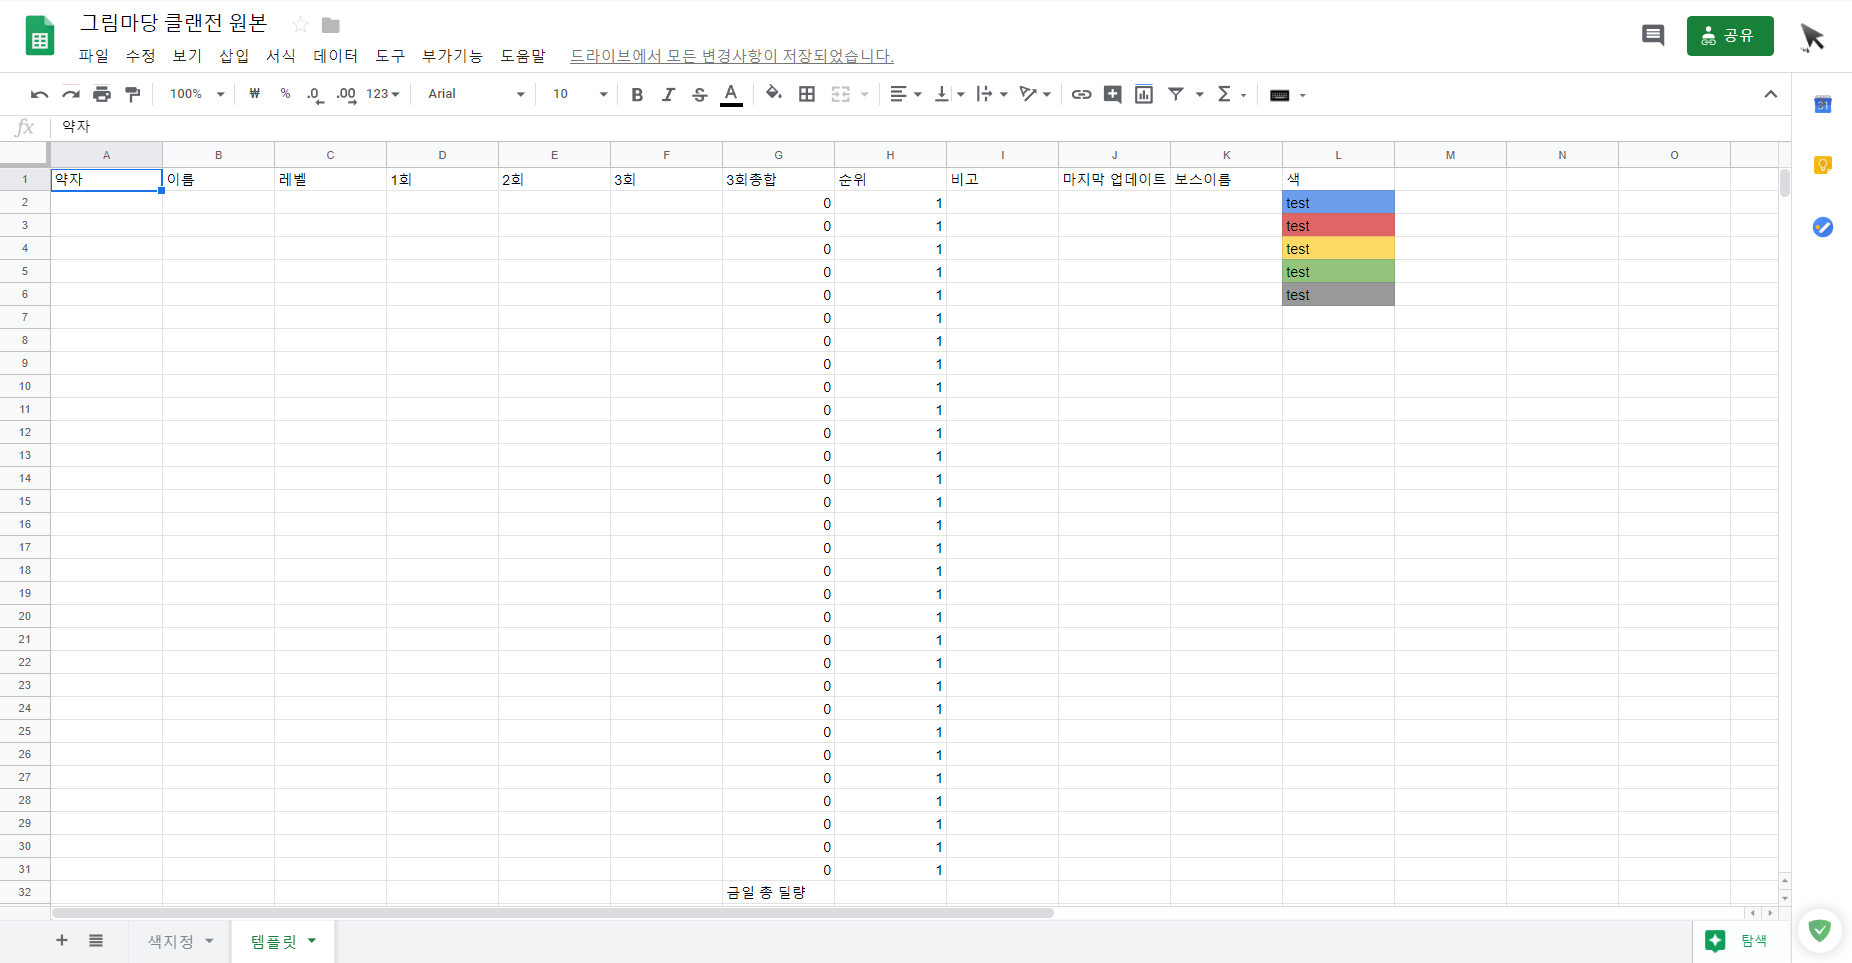 그림마당 클랜전 원본
파일 수정 보기 삽입 서식 데이터 도구 부가기능 도움말 드라이브에서 모든 변경사항이 저장되었습니다.
공유
100% ₩ % .0 .00 123 Arial 10 B I S A
31
fx 약자
A B C D E F G H I J K L M N O
1 약자 이름 레벨 1회 2회 3회 3회종합 순위 비고 마지막 업데이트 보스이름 색
2 0 1 test
3 0 1 test
4 0 1 test
5 0 1 test
6 0 1 test
7 0 1
8 0 1
9 0 1
10 0 1
11 0 1
12 0 1
13 0 1
14 0 1
15 0 1
16 0 1
17 0 1
18 0 1
19 0 1
20 0 1
21 0 1
22 0 1
23 0 1
24 0 1
25 0 1
26 0 1
27 0 1
28 0 1
29 0 1
30 0 1
31 0 1
32 금일 총 딜량
색지정 템플릿 탐색